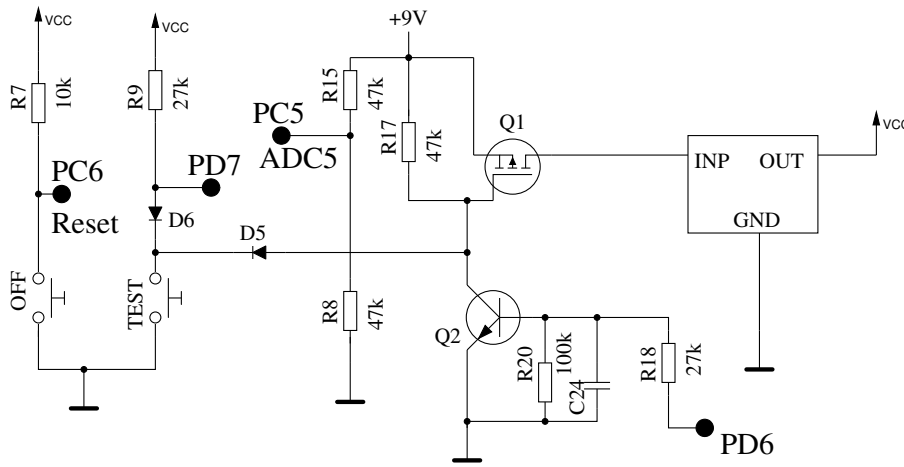 VCC
VCC
+9V
R7
10k
R9
27k
R15
47k
PC5
ADC5
R17
47k
Q1
VCC
INP
OUT
GND
PC6
Reset
PD7
D6
D5
OFF
TEST
R8
47k
Q2
R20
100k
C24
R18
27k
PD6